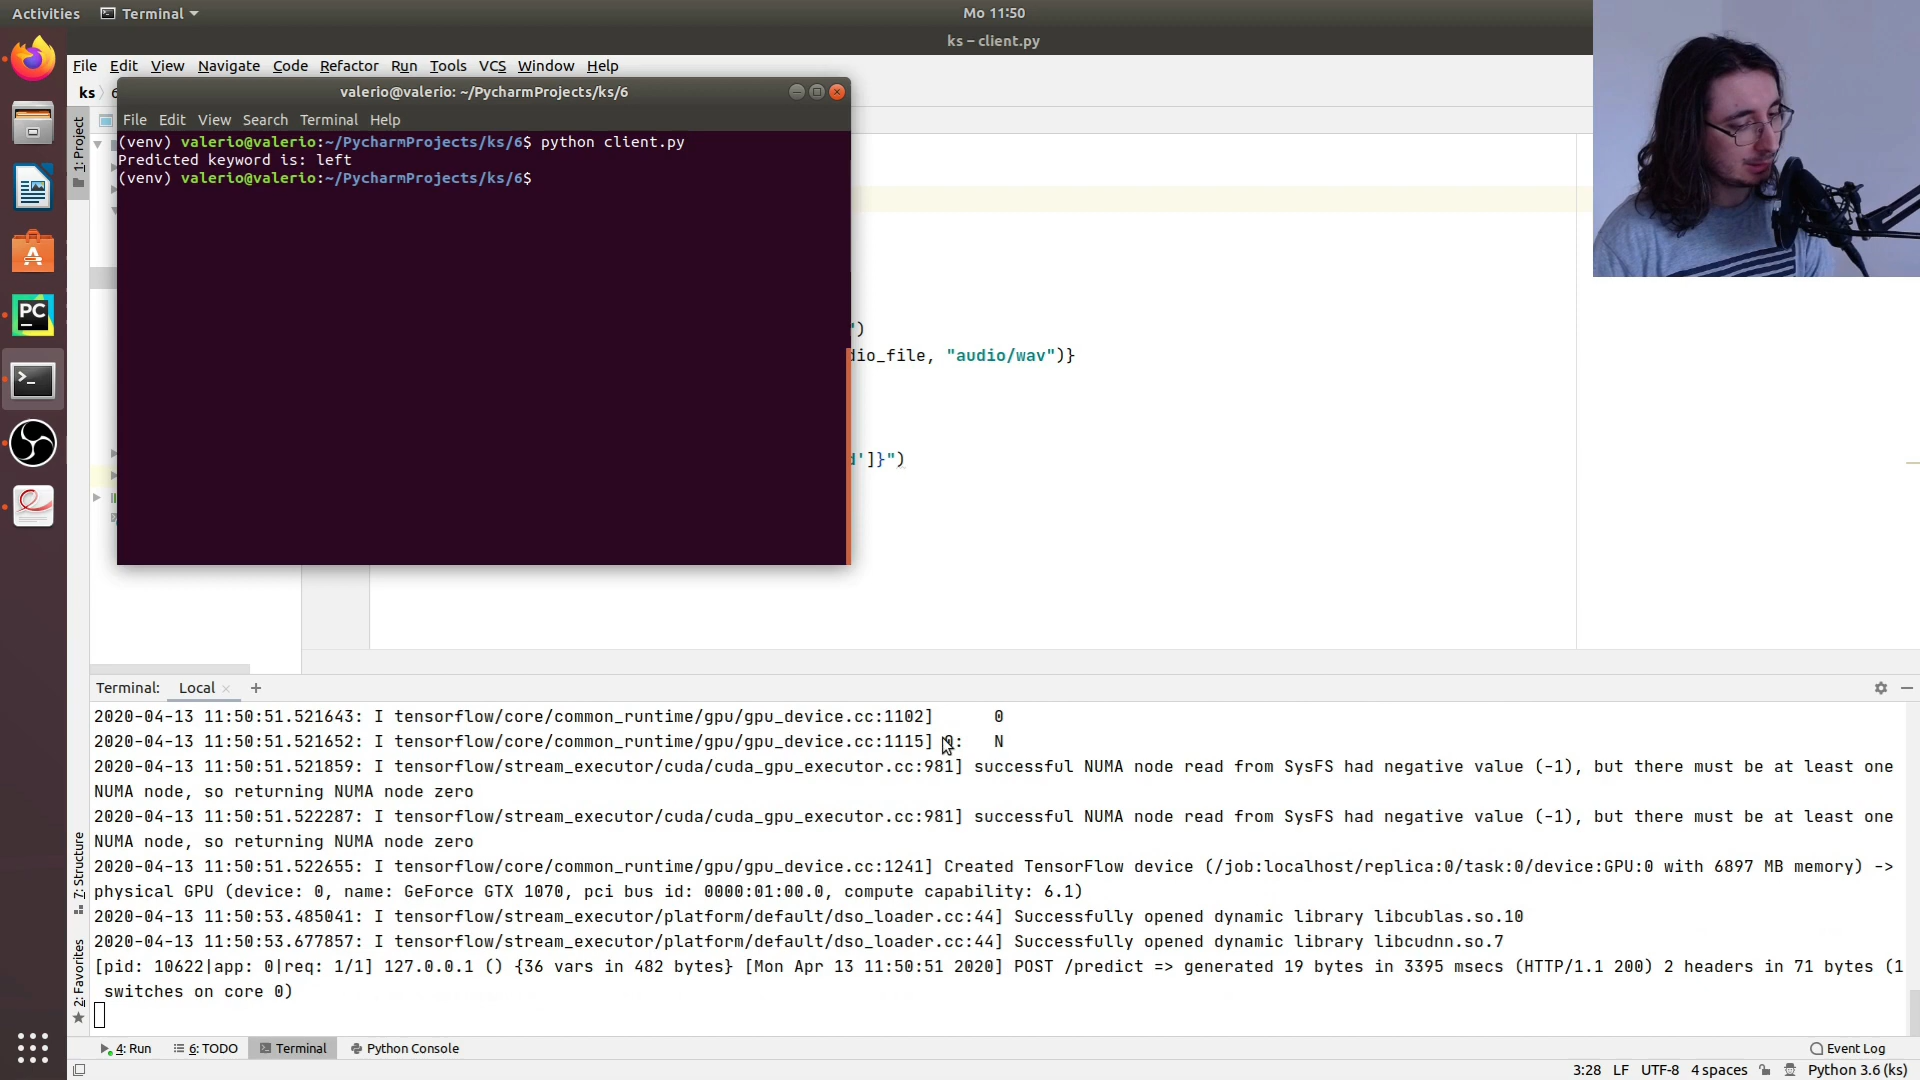 Activities
Terminal
Mo 11:50
ks – client.py
File Edit View Navigate Code Refactor Run Tools VCS Window Help
ks
valerio@valerio: ~/PycharmProjects/ks/6
File Edit View Search Terminal Help
(venv) valerio@valerio:~/PycharmProjects/ks/6$ python client.py
Predicted keyword is: left
(venv) valerio@valerio:~/PycharmProjects/ks/6$
1: Project
")
dio_file, "audio/wav")}
d']}")
Terminal: Local × +
2020-04-13 11:50:51.521643: I tensorflow/core/common_runtime/gpu/gpu_device.cc:1102] 0
2020-04-13 11:50:51.521652: I tensorflow/core/common_runtime/gpu/gpu_device.cc:1115] 0: N
2020-04-13 11:50:51.521859: I tensorflow/stream_executor/cuda/cuda_gpu_executor.cc:981] successful NUMA node read from SysFS had negative value (-1), but there must be at least one
NUMA node, so returning NUMA node zero
2020-04-13 11:50:51.522287: I tensorflow/stream_executor/cuda/cuda_gpu_executor.cc:981] successful NUMA node read from SysFS had negative value (-1), but there must be at least one
NUMA node, so returning NUMA node zero
2020-04-13 11:50:51.522655: I tensorflow/core/common_runtime/gpu/gpu_device.cc:1241] Created TensorFlow device (/job:localhost/replica:0/task:0/device:GPU:0 with 6897 MB memory) ->
physical GPU (device: 0, name: GeForce GTX 1070, pci bus id: 0000:01:00.0, compute capability: 6.1)
2020-04-13 11:50:53.485041: I tensorflow/stream_executor/platform/default/dso_loader.cc:44] Successfully opened dynamic library libcublas.so.10
2020-04-13 11:50:53.677857: I tensorflow/stream_executor/platform/default/dso_loader.cc:44] Successfully opened dynamic library libcudnn.so.7
[pid: 10622|app: 0|req: 1/1] 127.0.0.1 () {36 vars in 482 bytes} [Mon Apr 13 11:50:51 2020] POST /predict => generated 19 bytes in 3395 msecs (HTTP/1.1 200) 2 headers in 71 bytes (1
switches on core 0)
7: Structure
2: Favorites
4: Run 6: TODO Terminal Python Console
Event Log
3:28 LF UTF-8 4 spaces Python 3.6 (ks)